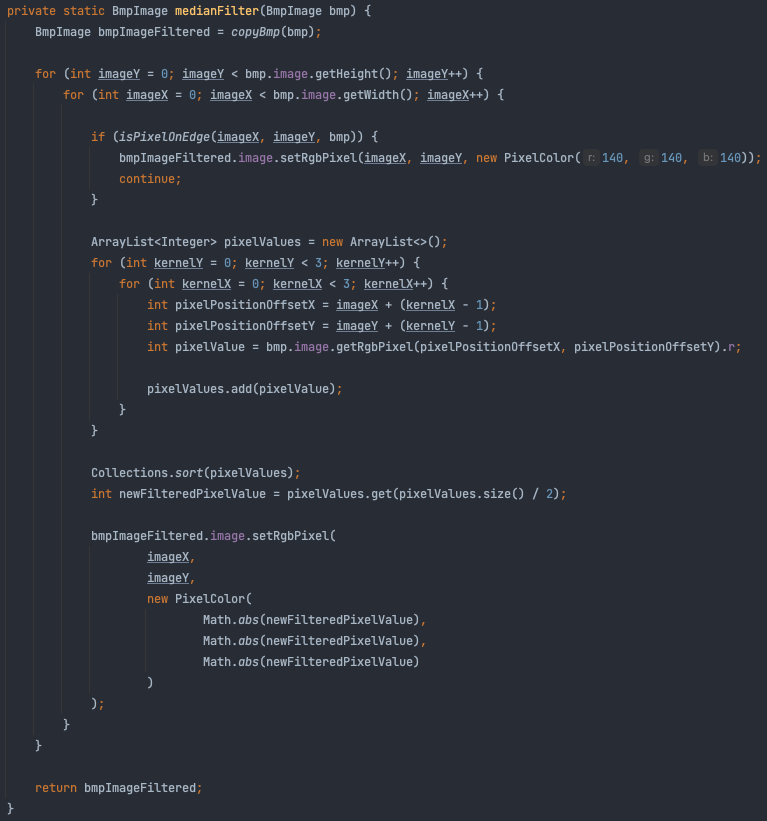 private static BmpImage medianFilter(BmpImage bmp) {
    BmpImage bmpImageFiltered = copyBmp(bmp);

    for (int imageY = 0; imageY < bmp.image.getHeight(); imageY++) {
        for (int imageX = 0; imageX < bmp.image.getWidth(); imageX++) {

            if (isPixelOnEdge(imageX, imageY, bmp)) {
                bmpImageFiltered.image.setRgbPixel(imageX, imageY, new PixelColor( r: 140, g: 140, b: 140));
                continue;
            }

            ArrayList<Integer> pixelValues = new ArrayList<>();
            for (int kernelY = 0; kernelY < 3; kernelY++) {
                for (int kernelX = 0; kernelX < 3; kernelX++) {
                    int pixelPositionOffsetX = imageX + (kernelX - 1);
                    int pixelPositionOffsetY = imageY + (kernelY - 1);
                    int pixelValue = bmp.image.getRgbPixel(pixelPositionOffsetX, pixelPositionOffsetY).r;

                    pixelValues.add(pixelValue);
                }
            }

            Collections.sort(pixelValues);
            int newFilteredPixelValue = pixelValues.get(pixelValues.size() / 2);

            bmpImageFiltered.image.setRgbPixel(
                    imageX,
                    imageY,
                    new PixelColor(
                            Math.abs(newFilteredPixelValue),
                            Math.abs(newFilteredPixelValue),
                            Math.abs(newFilteredPixelValue)
                    )
            );
        }
    }

    return bmpImageFiltered;
}